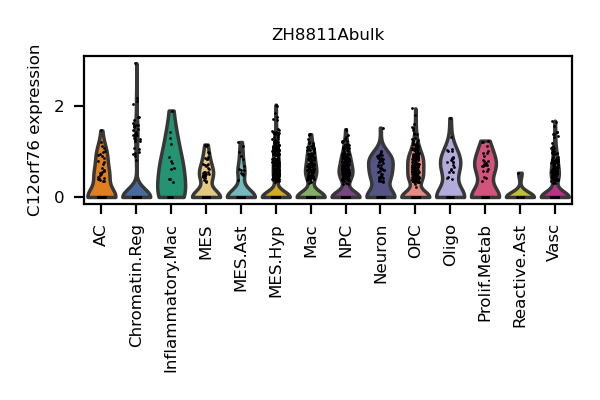 ZH8811Abulk
C12orf76 expression
2
0
AC
Chromatin.Reg
Inflammatory.Mac
MES
MES.Ast
MES.Hyp
Mac
NPC
Neuron
OPC
Oligo
Prolif.Metab
Reactive.Ast
Vasc